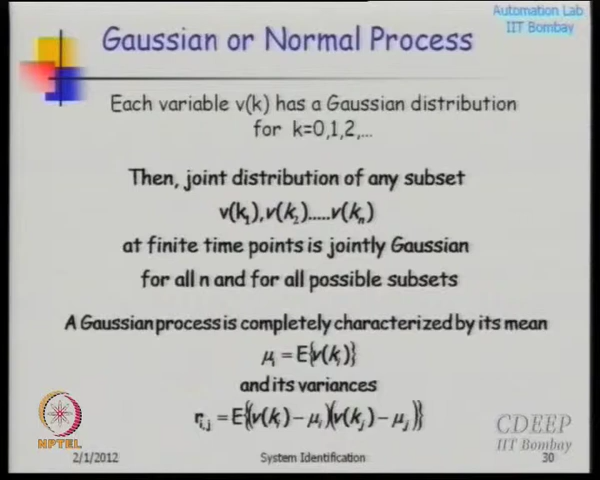 Automation Lab
IIT Bombay
Gaussian or Normal Process
Each variable v(k) has a Gaussian distribution
for k=0,1,2,...
Then, joint distribution of any subset
v(k₁),v(k₂).....v(kₙ)
at finite time points is jointly Gaussian
for all n and for all possible subsets
A Gaussian process is completely characterized by its mean
μᵢ = E{v(kᵢ)}
and its variances
rᵢ,ⱼ = E{(v(kᵢ) – μᵢ)(v(kⱼ) – μⱼ)}
NPTEL
CDEEP
IIT Bombay
2/1/2012
System Identification
30